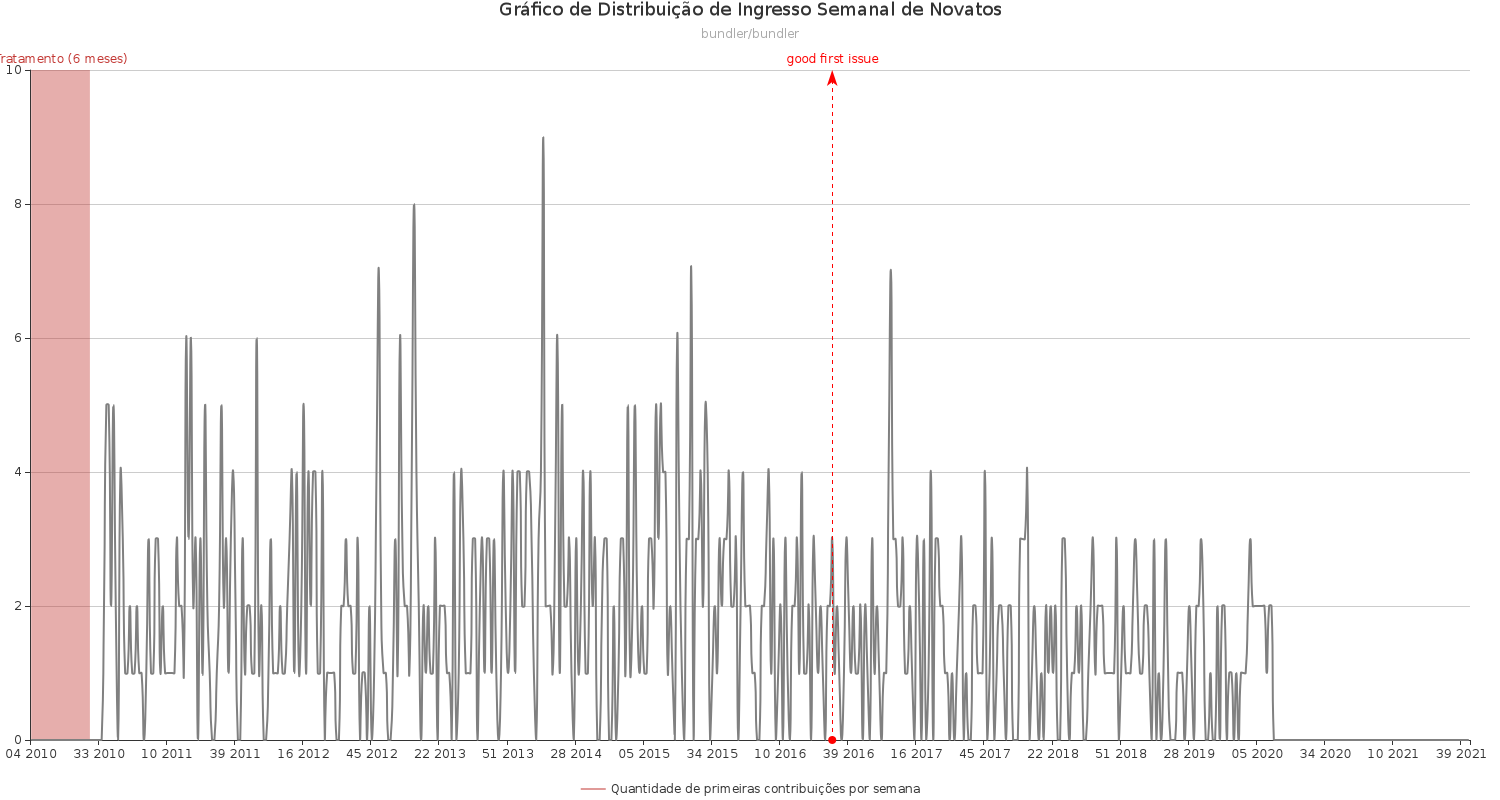 Gráfico de Distribuição de Ingresso Semanal de Novatos
bundler/bundler
Tratamento (6 meses)
good first issue
10
8
6
4
2
0
04 2010 33 2010 10 2011 39 2011 16 2012 45 2012 22 2013 51 2013 28 2014 05 2015 34 2015 10 2016 39 2016 16 2017 45 2017 22 2018 51 2018 28 2019 05 2020 34 2020 10 2021 39 2021
Quantidade de primeiras contribuições por semana